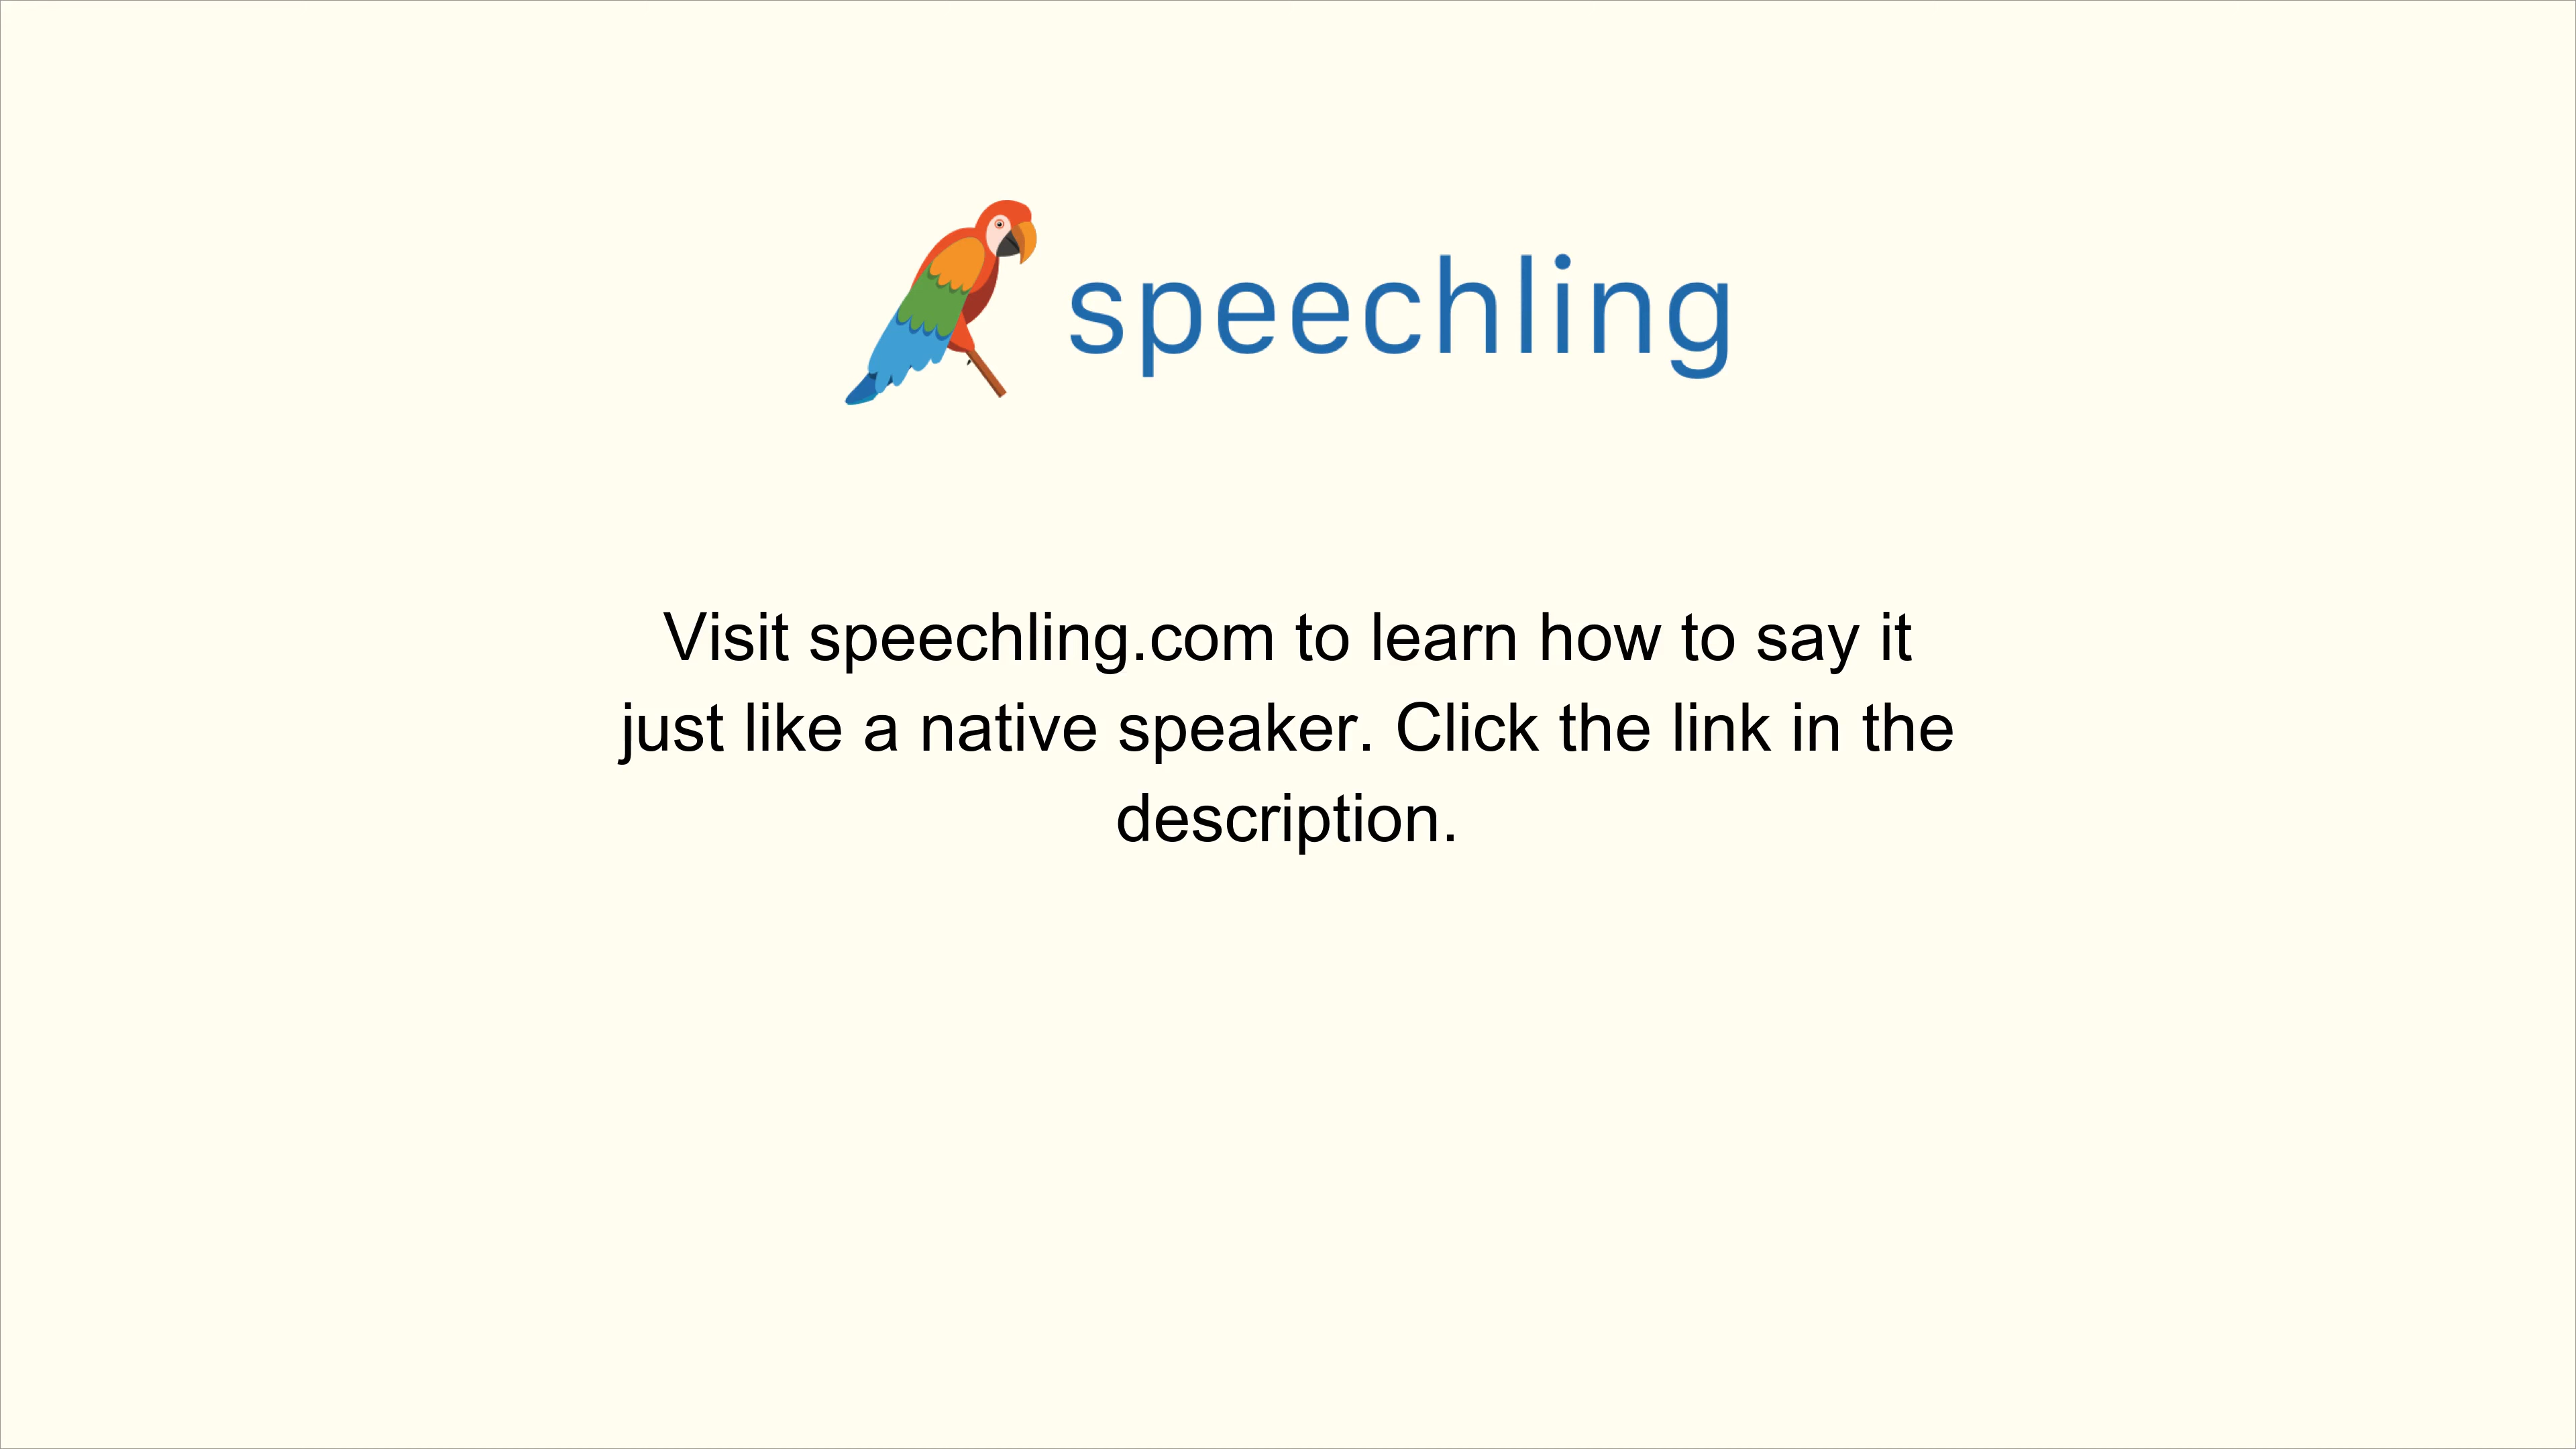 speechling
Visit speechling.com to learn how to say it
just like a native speaker. Click the link in the
description.